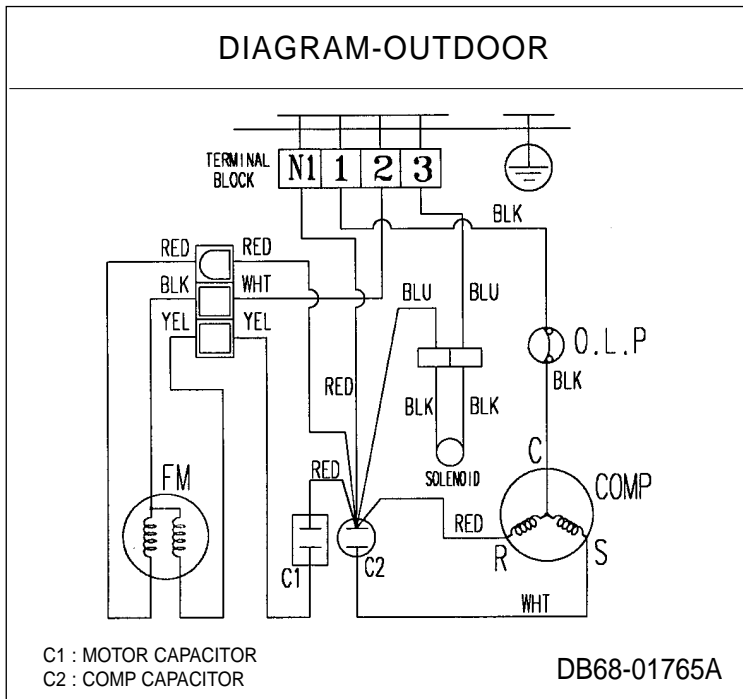 DIAGRAM-OUTDOOR
TERMINAL
BLOCK
N1 1 2 3
BLK
RED RED
BLK WHT
YEL YEL
BLU BLU
O.L.P
BLK
RED
BLK BLK
SOLENOID
C
COMP
FM
RED
RED
R S
C1 C2
WHT
C1 : MOTOR CAPACITOR
C2 : COMP CAPACITOR
DB68-01765A